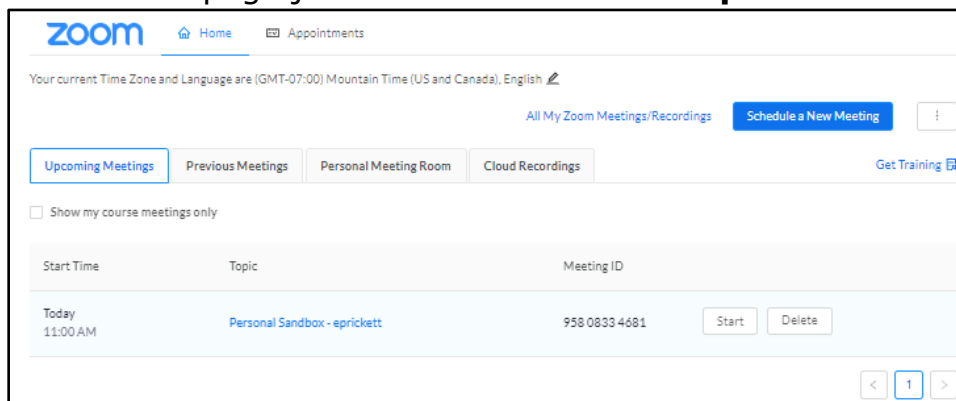 zoom Home Appointments
Your current Time Zone and Language are (GMT-07:00) Mountain Time (US and Canada), English
All My Zoom Meetings/Recordings Schedule a New Meeting
Upcoming Meetings Previous Meetings Personal Meeting Room Cloud Recordings Get Training
Show my course meetings only
Start Time Topic Meeting ID
Today
11:00 AM Personal Sandbox - eprickett 958 0833 4681 Start Delete
< 1 >